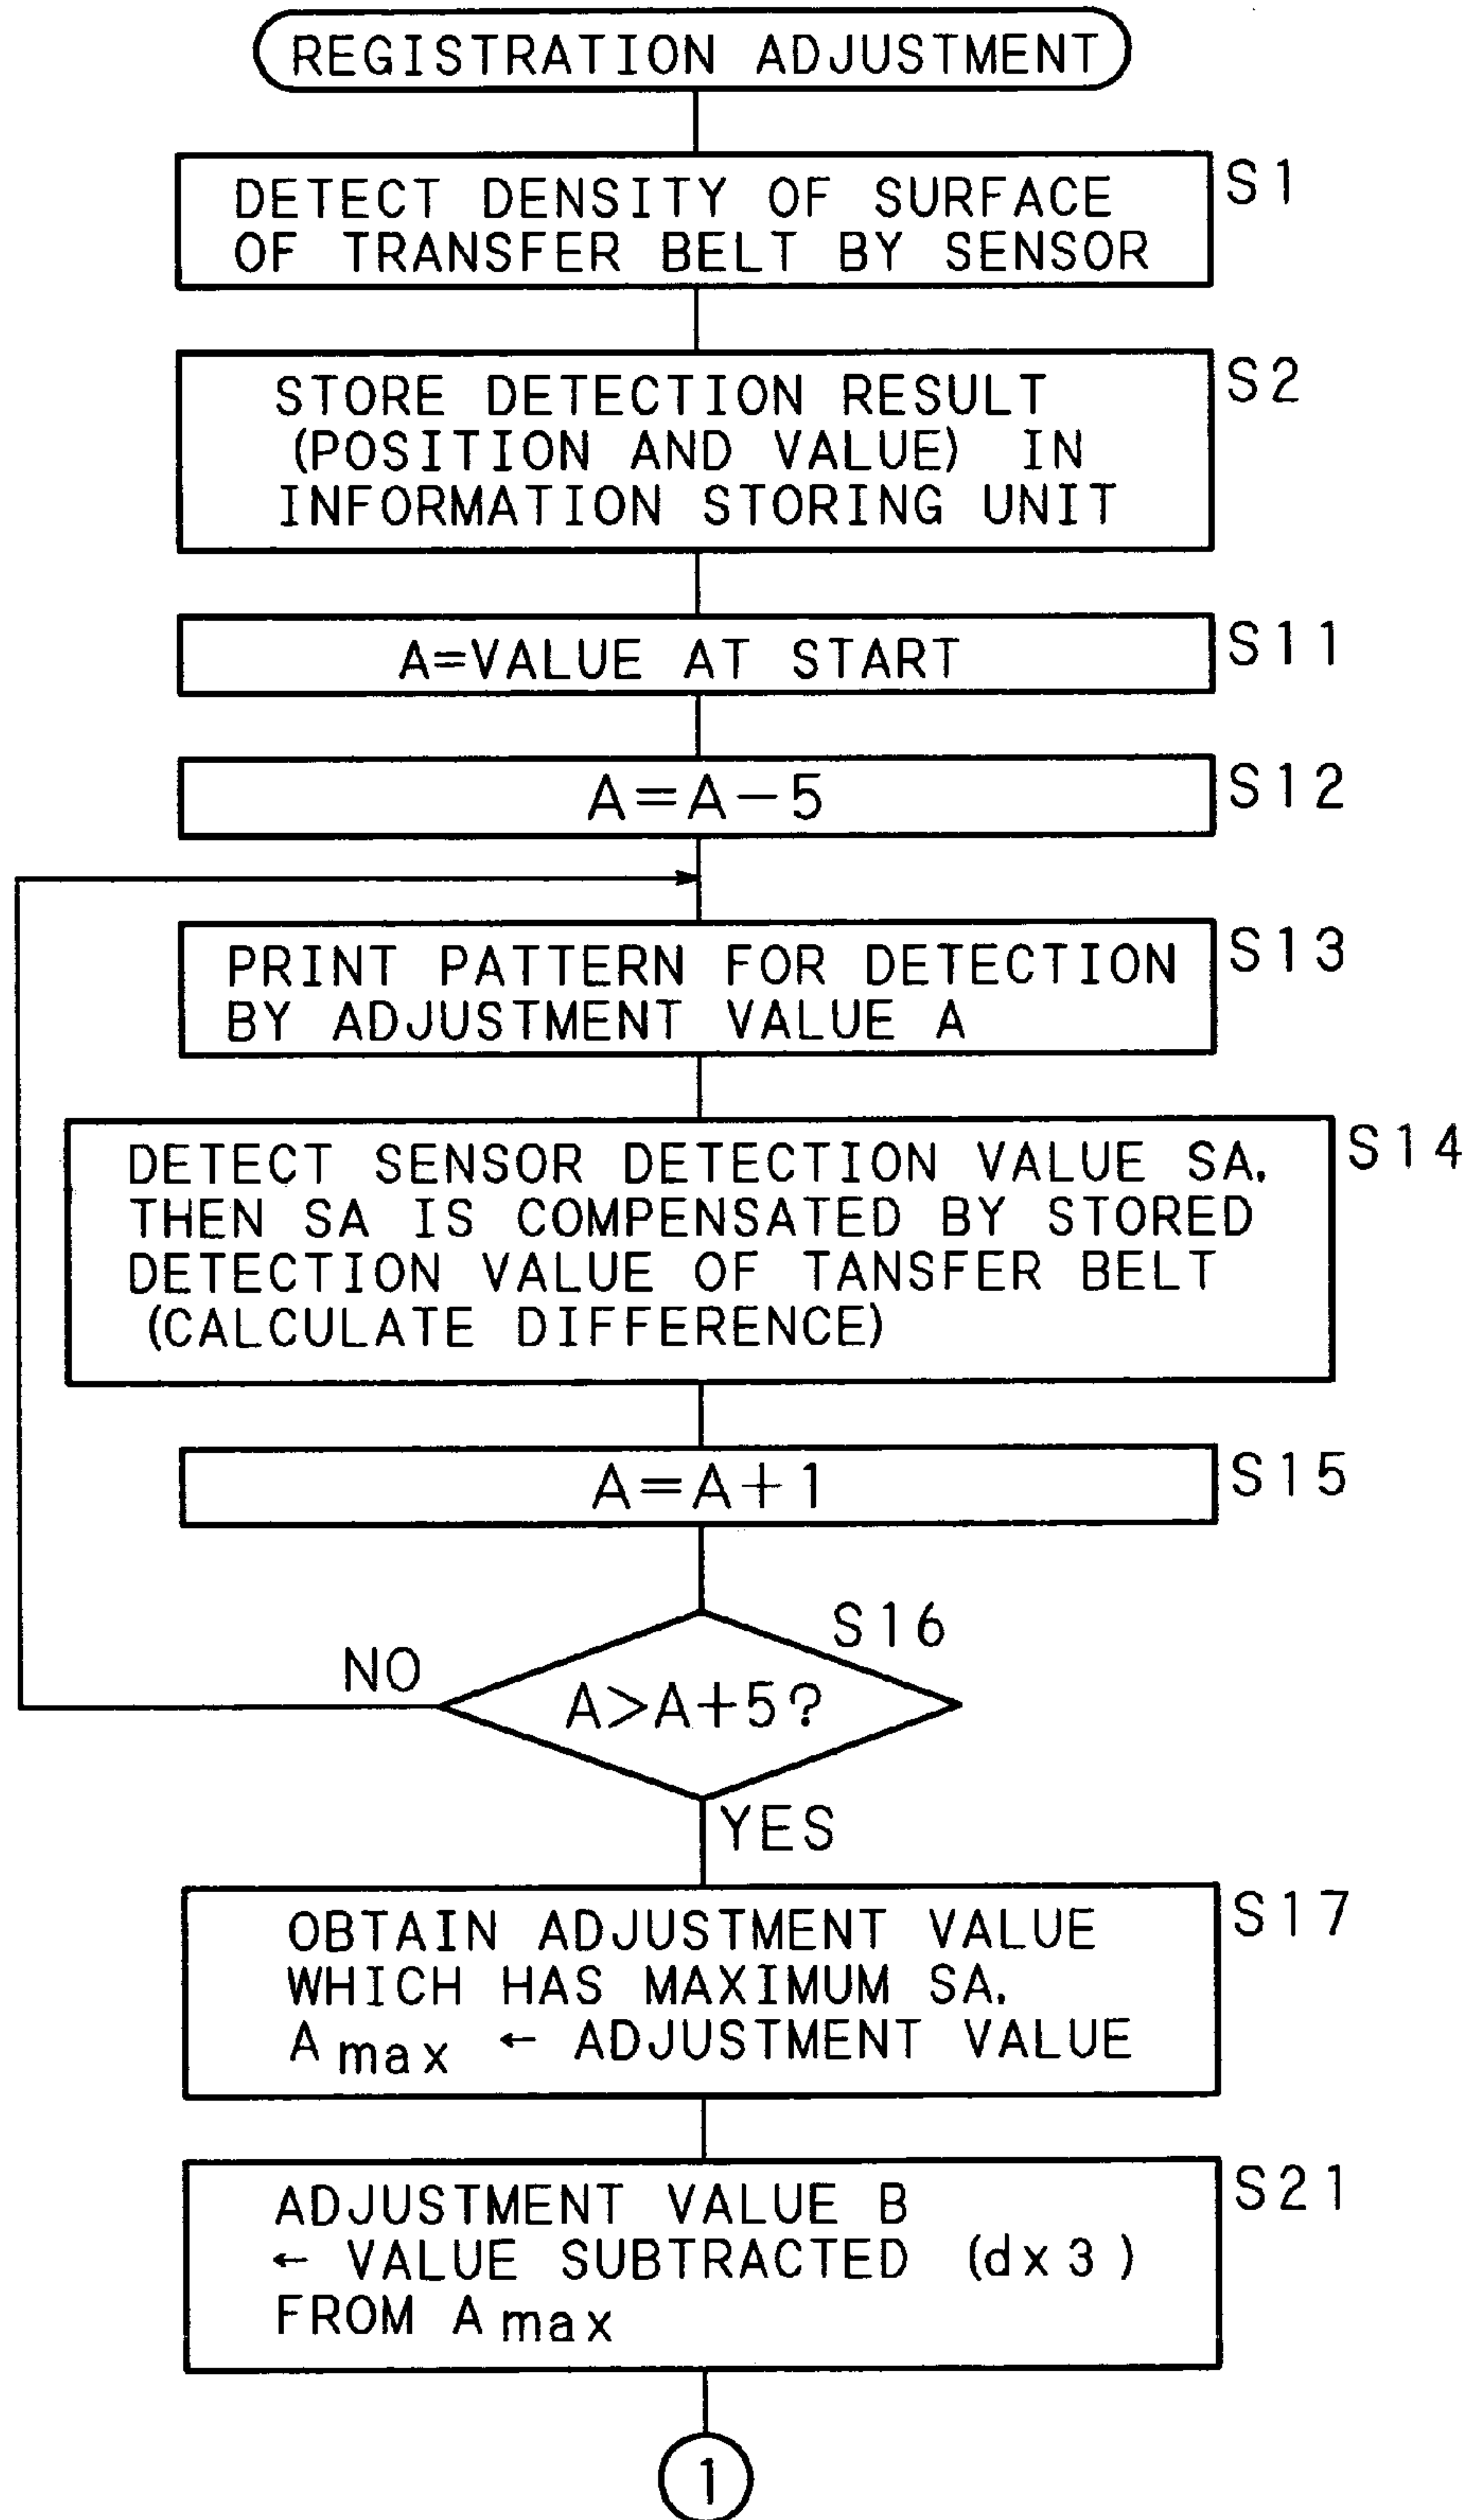 REGISTRATION ADJUSTMENT
DETECT DENSITY OF SURFACE
OF TRANSFER BELT BY SENSOR
S1
STORE DETECTION RESULT
(POSITION AND VALUE) IN
INFORMATION STORING UNIT
S2
A=VALUE AT START
S11
A=A-5
S12
PRINT PATTERN FOR DETECTION
BY ADJUSTMENT VALUE A
S13
DETECT SENSOR DETECTION VALUE SA.
THEN SA IS COMPENSATED BY STORED
DETECTION VALUE OF TANSFER BELT
(CALCULATE DIFFERENCE)
S14
A=A+1
S15
S16
NO
A>A+5?
YES
OBTAIN ADJUSTMENT VALUE
WHICH HAS MAXIMUM SA.
Amax ← ADJUSTMENT VALUE
S17
ADJUSTMENT VALUE B
← VALUE SUBTRACTED (dx3)
FROM Amax
S21
1